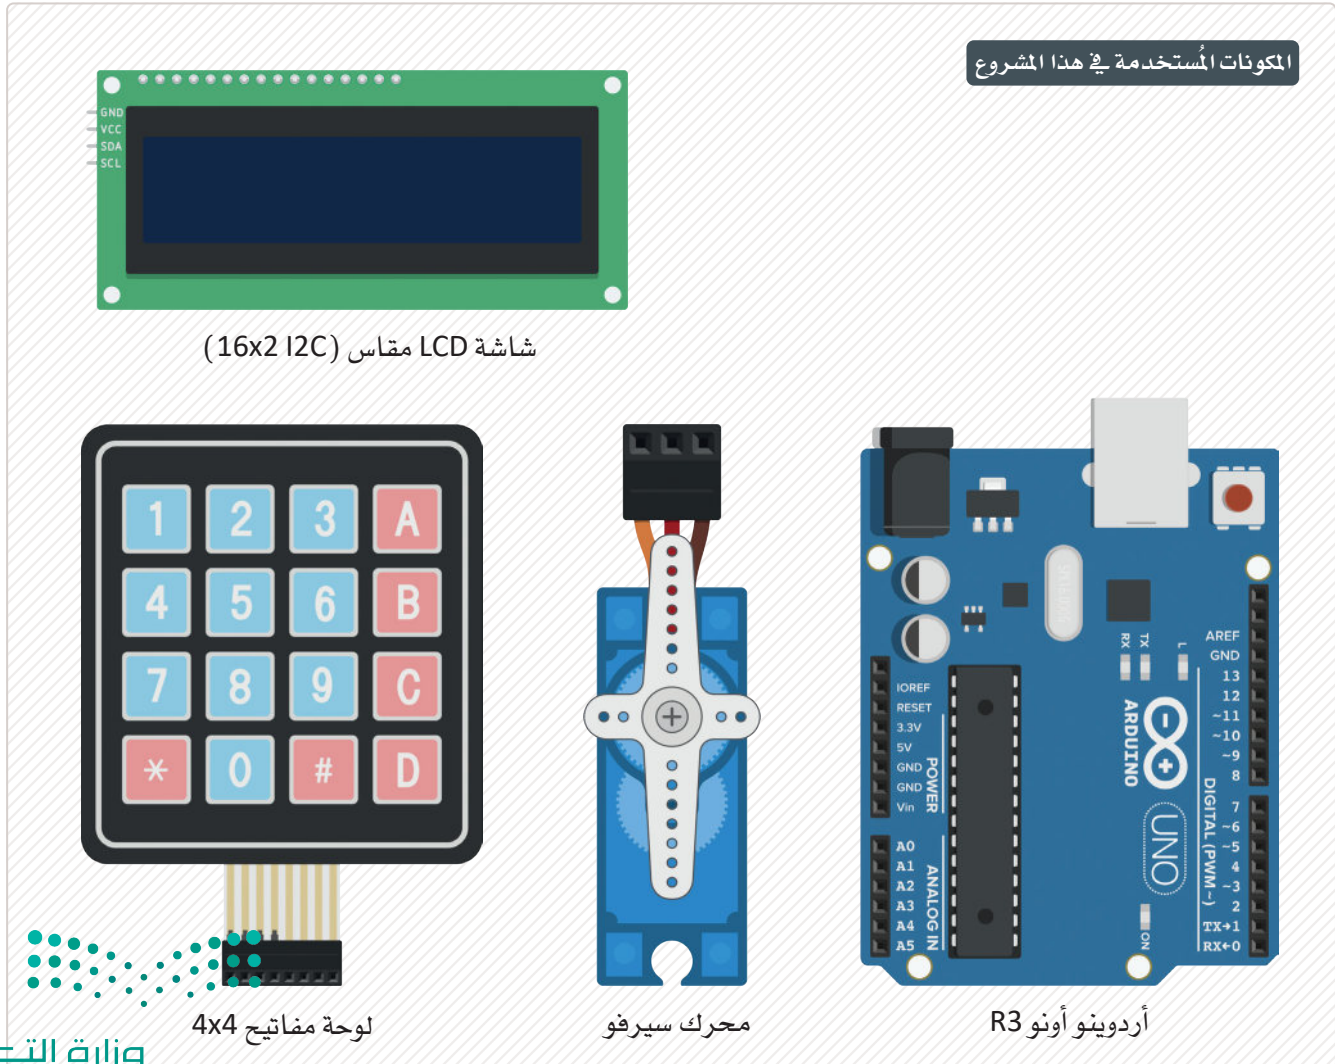 المكونات المُستخدمة في هذا المشروع
GND
VCC
SDA
SCL
شاشة LCD مقاس (16x2 I2C)
1 2 3 A
4 5 6 B
7 8 9 C
* 0 # D
لوحة مفاتيح 4x4
محرك سيرفو
RX
TX
L
AREF
GND
13
12
~11
~10
~9
8
7
~6
~5
4
~3
2
TX→1
RX←0
DIGITAL (PWM ~)
IOREF
RESET
3.3V
5V
GND
GND
Vin
POWER
A0
A1
A2
A3
A4
A5
ANALOG IN
ARDUINO
UNO
ON
أردوينو أونو R3